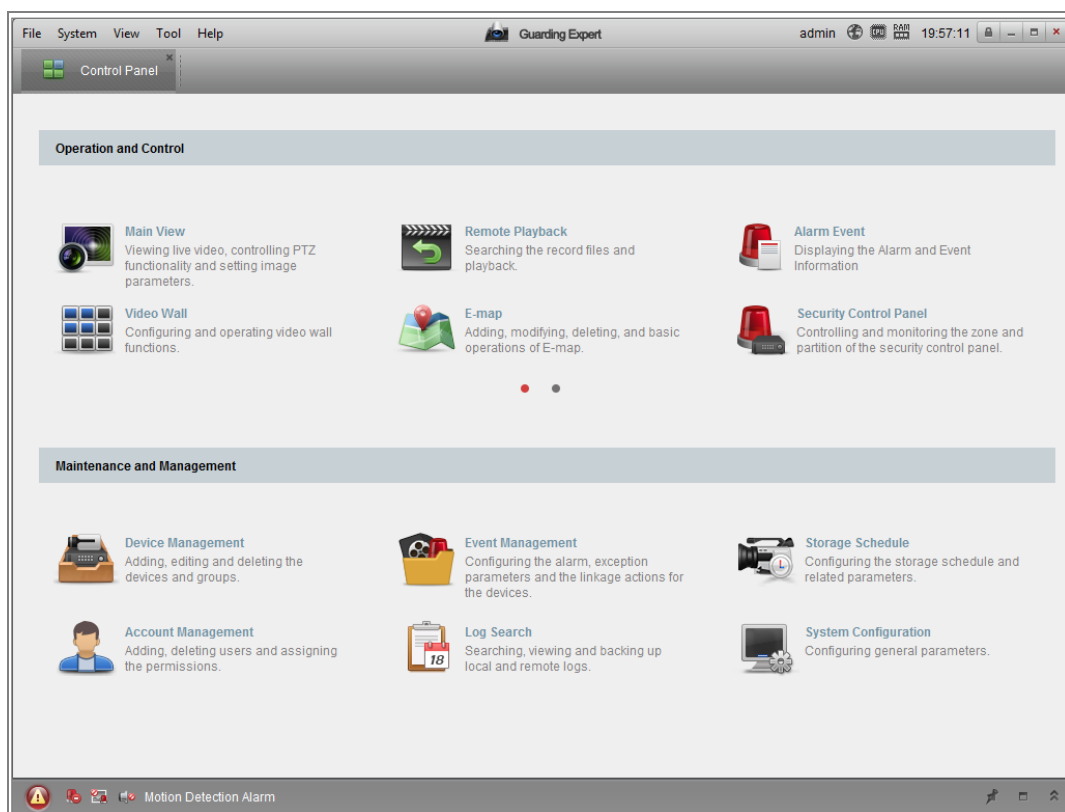 File System View Tool Help Guarding Expert admin CPU RAM 19:57:11
Control Panel
Operation and Control
Main View
Viewing live video, controlling PTZ
functionality and setting image
parameters.
Remote Playback
Searching the record files and
playback.
Alarm Event
Displaying the Alarm and Event
Information
Video Wall
Configuring and operating video wall
functions.
E-map
Adding, modifying, deleting, and basic
operations of E-map.
Security Control Panel
Controlling and monitoring the zone and
partition of the security control panel.
Maintenance and Management
Device Management
Adding, editing and deleting the
devices and groups.
Event Management
Configuring the alarm, exception
parameters and the linkage actions for
the devices.
Storage Schedule
Configuring the storage schedule and
related parameters.
Account Management
Adding, deleting users and assigning
the permissions.
18
Log Search
Searching, viewing and backing up
local and remote logs.
System Configuration
Configuring general parameters.
Motion Detection Alarm